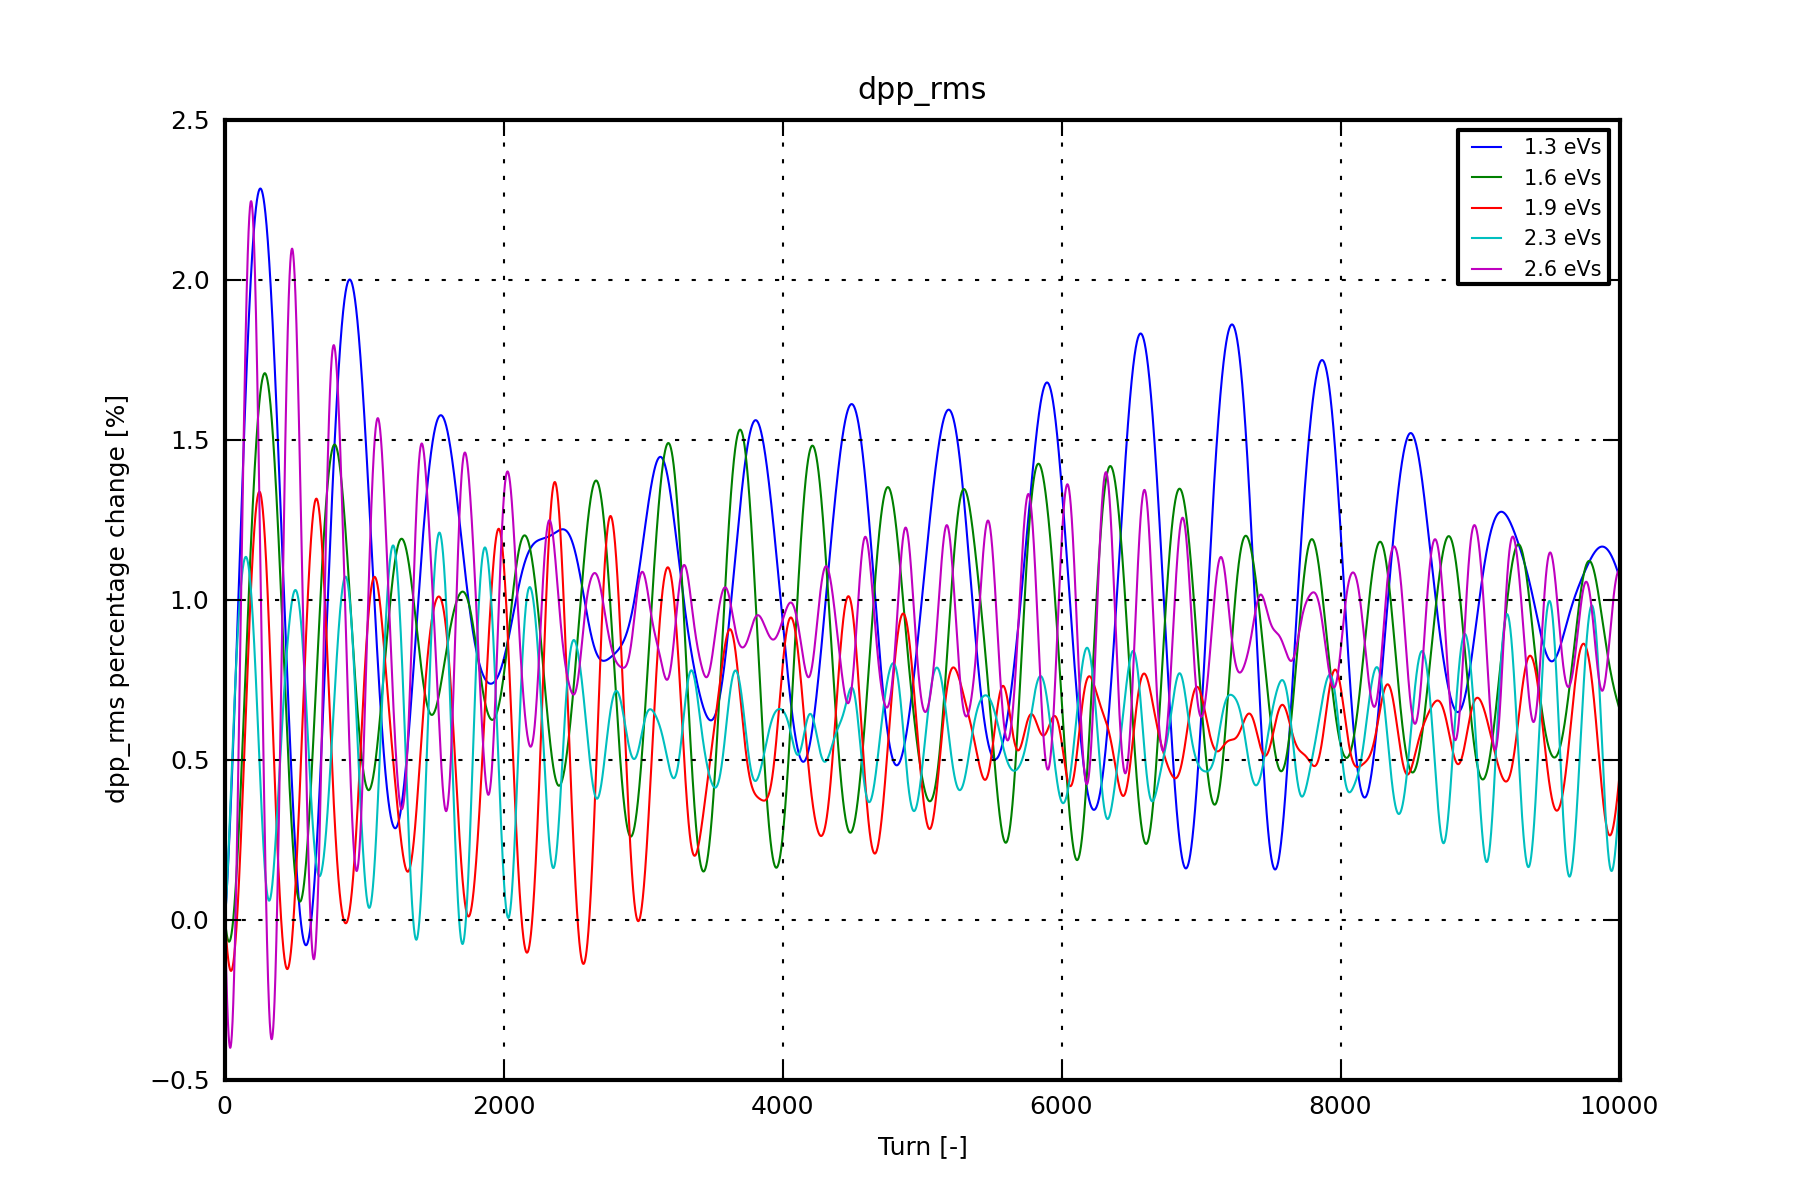 dpp_rms
2.5
2.0
1.5
1.0
0.5
0.0
−0.5
dpp_rms percentage change [%]
1.3 eVs
1.6 eVs
1.9 eVs
2.3 eVs
2.6 eVs
0 2000 4000 6000 8000 10000
Turn [-]